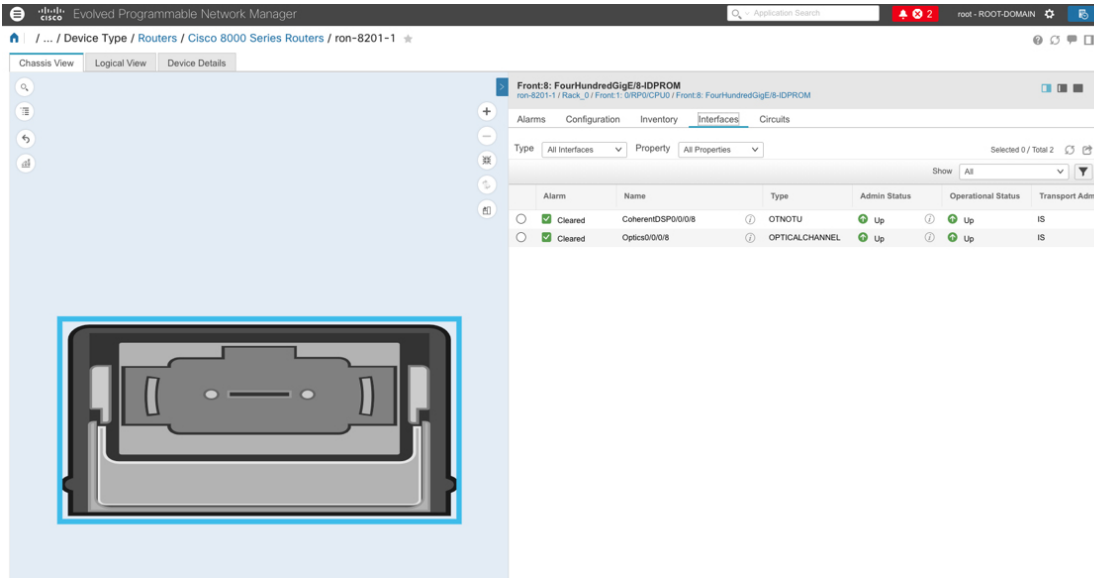 CISCO Evolved Programmable Network Manager
Application Search
2
root - ROOT-DOMAIN
/ ... / Device Type / Routers / Cisco 8000 Series Routers / ron-8201-1
Chassis View Logical View Device Details
Front:8: FourHundredGigE/8-IDPROM
ron-8201-1 / Rack_0 / Front:1: 0/RP0/CPU0 / Front:8: FourHundredGigE/8-IDPROM
Alarms Configuration Inventory Interfaces Circuits
Type All Interfaces Property All Properties Selected 0 / Total 2
Show All
Alarm Name Type Admin Status Operational Status Transport Adm
Cleared CoherentDSP0/0/0/8 OTNOTU Up Up IS
Cleared Optics0/0/0/8 OPTICALCHANNEL Up Up IS